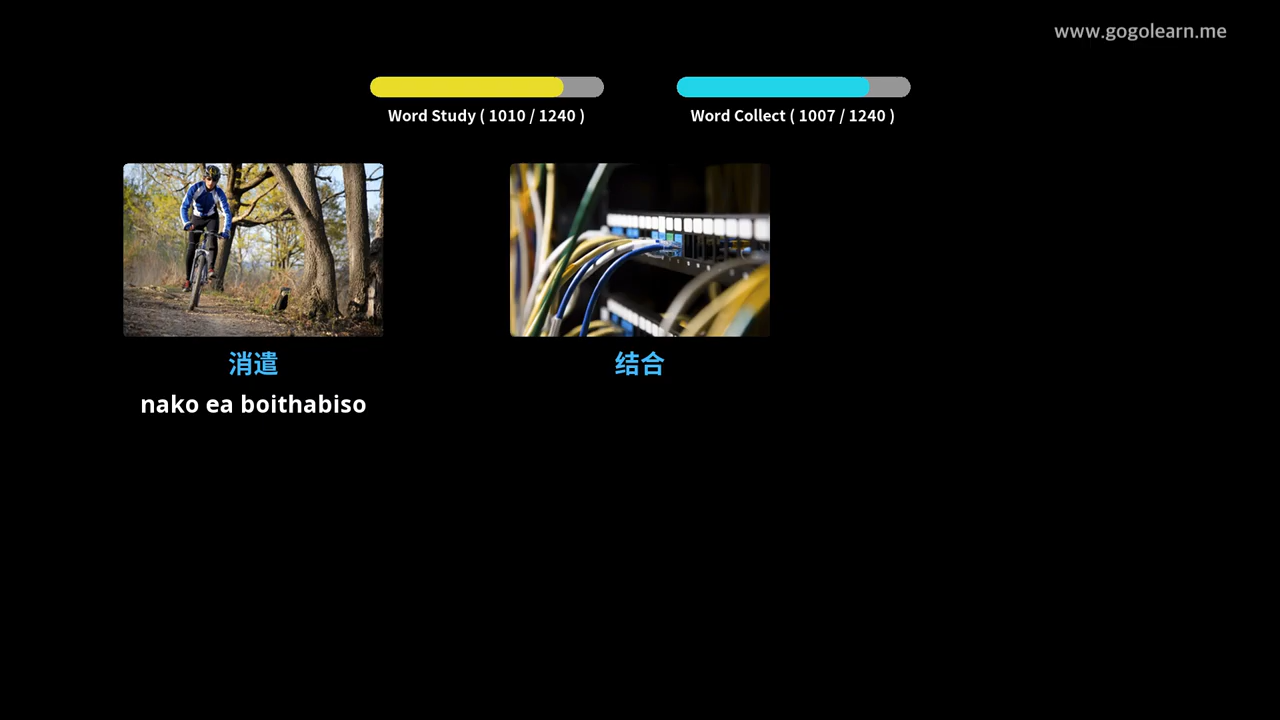 www.gogolearn.me
Word Study ( 1010 / 1240 )
Word Collect ( 1007 / 1240 )
消遣
结合
nako ea boithabiso